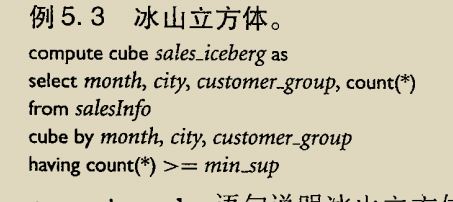 例5.3 冰山立方体。
compute cube sales_iceberg as
select month, city, customer_group, count(*)
from salesInfo
cube by month, city, customer_group
having count(*) >= min_sup